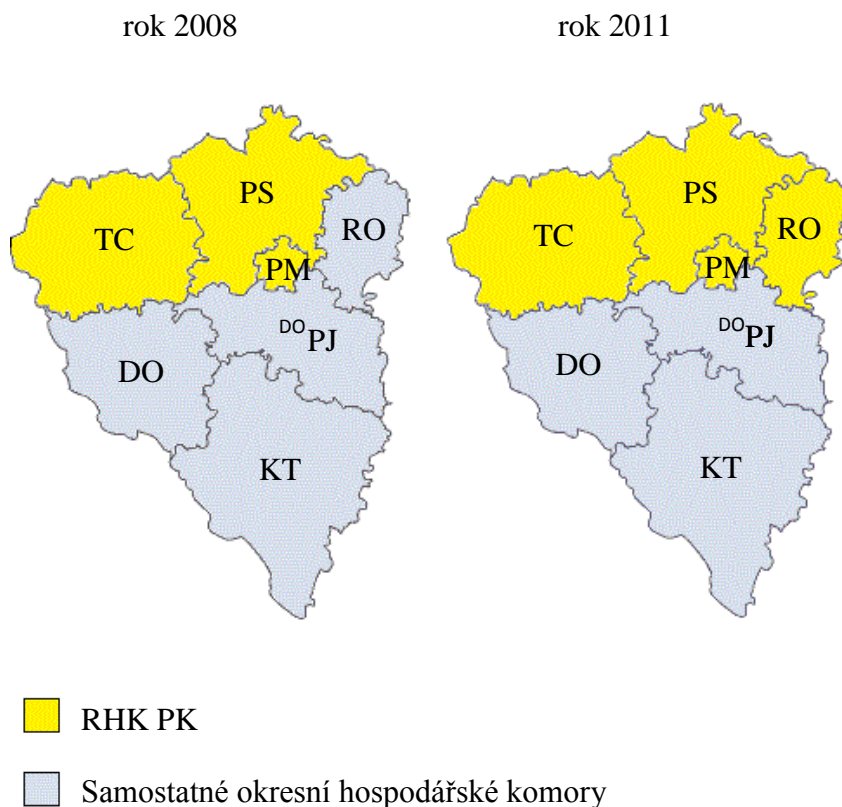 rok 2008
rok 2011
PS
RO
TC
PM
DO PJ
DO
KT
PS
RO
TC
PM
DO PJ
DO
KT
RHK PK
Samostatné okresní hospodářské komory